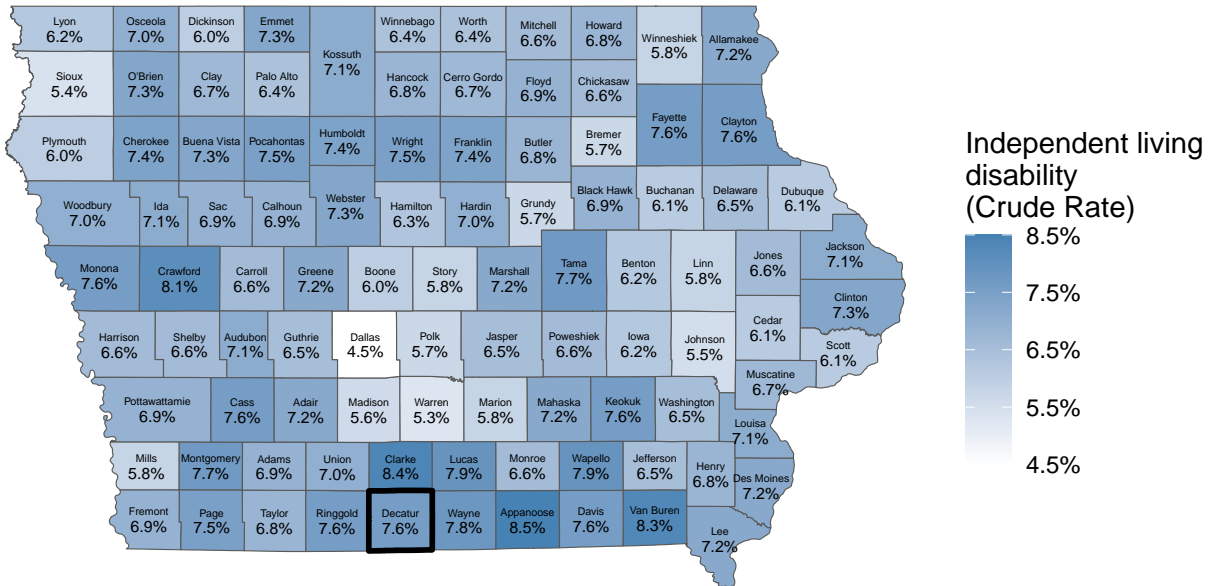 Lyon
6.2%
Osceola
7.0%
Dickinson
6.0%
Emmet
7.3%
Kossuth
7.1%
Winnebago
6.4%
Worth
6.4%
Mitchell
6.6%
Howard
6.8%
Winneshiek
5.8%
Allamakee
7.2%
Sioux
5.4%
O'Brien
7.3%
Clay
6.7%
Palo Alto
6.4%
Hancock
6.8%
Cerro Gordo
6.7%
Floyd
6.9%
Chickasaw
6.6%
Fayette
7.6%
Clayton
7.6%
Plymouth
6.0%
Cherokee
7.4%
Buena Vista
7.3%
Pocahontas
7.5%
Humboldt
7.4%
Wright
7.5%
Franklin
7.4%
Butler
6.8%
Bremer
5.7%
Woodbury
7.0%
Ida
7.1%
Sac
6.9%
Calhoun
6.9%
Webster
7.3%
Hamilton
6.3%
Hardin
7.0%
Grundy
5.7%
Black Hawk
6.9%
Buchanan
6.1%
Delaware
6.5%
Dubuque
6.1%
Monona
7.6%
Crawford
8.1%
Carroll
6.6%
Greene
7.2%
Boone
6.0%
Story
5.8%
Marshall
7.2%
Tama
7.7%
Benton
6.2%
Linn
5.8%
Jones
6.6%
Jackson
7.1%
Clinton
7.3%
Harrison
6.6%
Shelby
6.6%
Audubon
7.1%
Guthrie
6.5%
Dallas
4.5%
Polk
5.7%
Jasper
6.5%
Poweshiek
6.6%
Iowa
6.2%
Johnson
5.5%
Cedar
6.1%
Scott
6.1%
Muscatine
6.7%
Pottawattamie
6.9%
Cass
7.6%
Adair
7.2%
Madison
5.6%
Warren
5.3%
Marion
5.8%
Mahaska
7.2%
Keokuk
7.6%
Washington
6.5%
Louisa
7.1%
Mills
5.8%
Montgomery
7.7%
Adams
6.9%
Union
7.0%
Clarke
8.4%
Lucas
7.9%
Monroe
6.6%
Wapello
7.9%
Jefferson
6.5%
Henry
6.8%
Des Moines
7.2%
Fremont
6.9%
Page
7.5%
Taylor
6.8%
Ringgold
7.6%
Decatur
7.6%
Wayne
7.8%
Appanoose
8.5%
Davis
7.6%
Van Buren
8.3%
Lee
7.2%
Independent living
disability
(Crude Rate)
8.5%
7.5%
6.5%
5.5%
4.5%